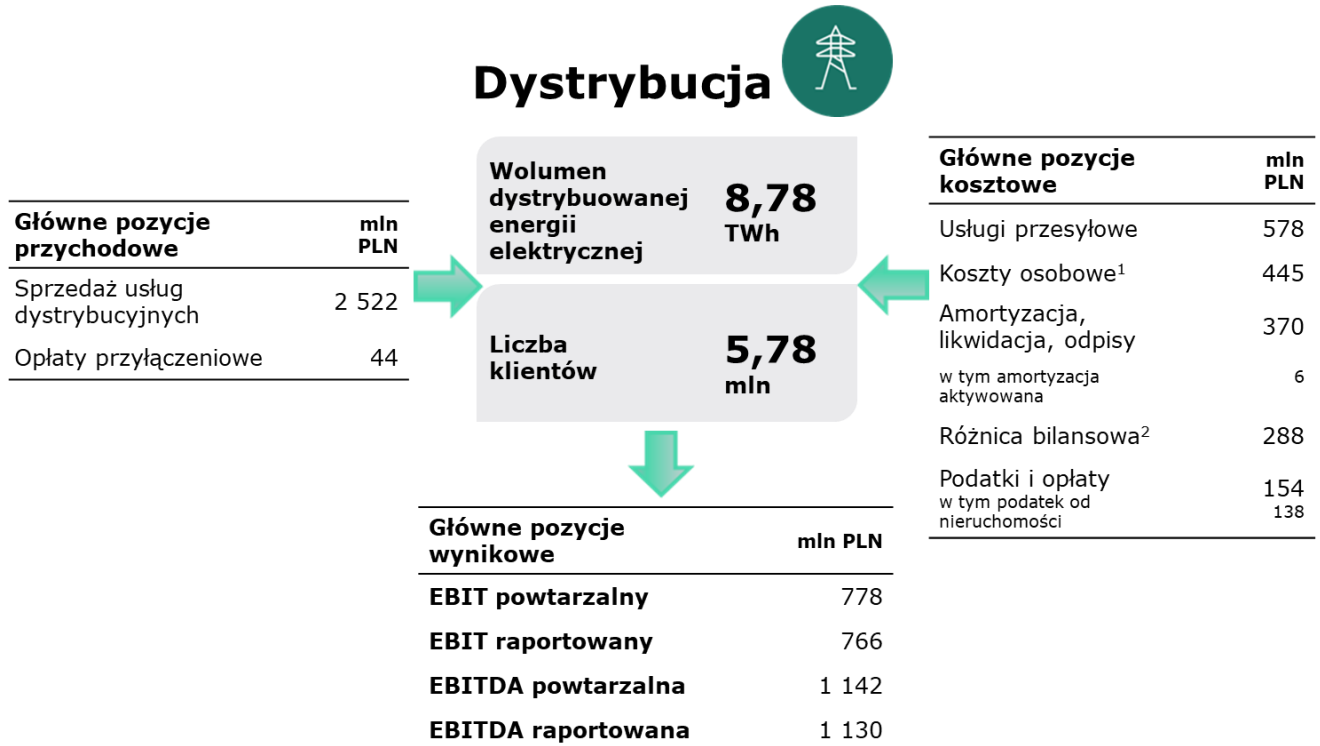 Dystrybucja
Wolumen
dystrybuowanej
energii
elektrycznej
8,78
TWh
Liczba
klientów
5,78
mln
Główne pozycje
przychodowe
mln
PLN
Sprzedaż usług
dystrybucyjnych
2 522
Opłaty przyłączeniowe 44
Główne pozycje
kosztowe
mln
PLN
Usługi przesyłowe 578
Koszty osobowe¹ 445
Amortyzacja,
likwidacja, odpisy
370
w tym amortyzacja
aktywowana
6
Różnica bilansowa² 288
Podatki i opłaty 154
w tym podatek od
nieruchomości
138
Główne pozycje
wynikowe
mln PLN
EBIT powtarzalny 778
EBIT raportowany 766
EBITDA powtarzalna 1 142
EBITDA raportowana 1 130